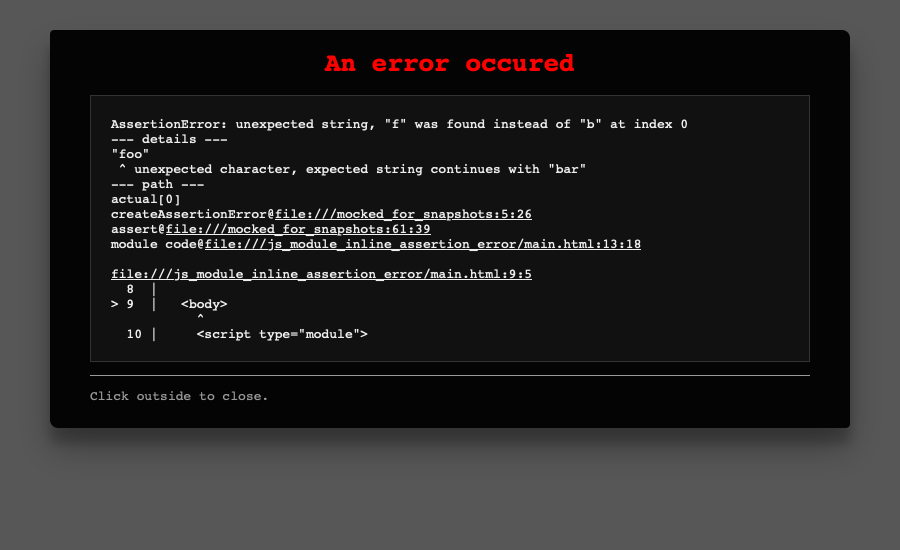 An error occured
AssertionError: unexpected string, "f" was found instead of "b" at index 0
--- details ---
"foo"
 ^ unexpected character, expected string continues with "bar"
--- path ---
actual[0]
createAssertionError@file:///mocked_for_snapshots:5:26
assert@file:///mocked_for_snapshots:61:39
module code@file:///js_module_inline_assertion_error/main.html:13:18
file:///js_module_inline_assertion_error/main.html:9:5
  8  |
> 9  |   <body>
           ^
  10 |     <script type="module">
Click outside to close.